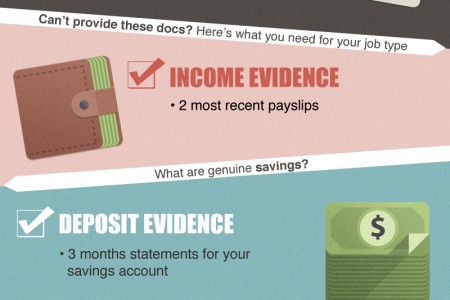 Can't provide these docs? Here's what you need for your job type
INCOME EVIDENCE
• 2 most recent payslips
What are genuine savings?
DEPOSIT EVIDENCE
• 3 months statements for your
savings account
$